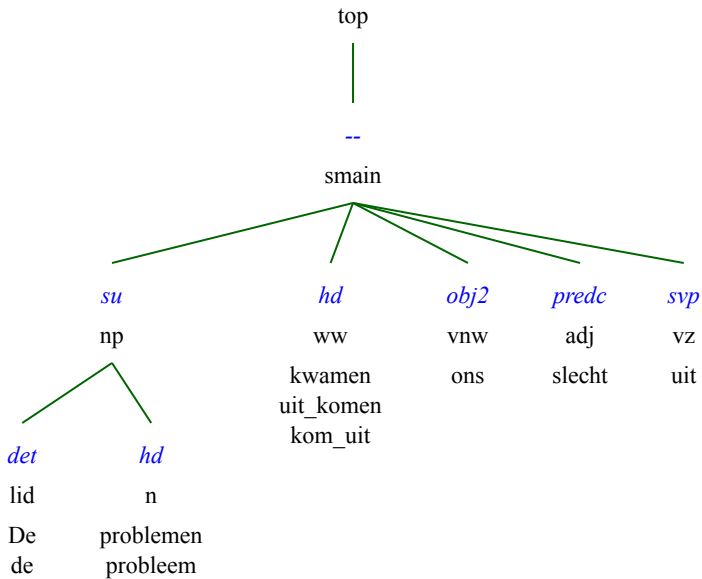 top
--
smain
su hd obj2 predc svp
np ww vnw adj vz
kwamen ons slecht uit
uit_komen
kom_uit
det hd
lid n
De problemen
de probleem